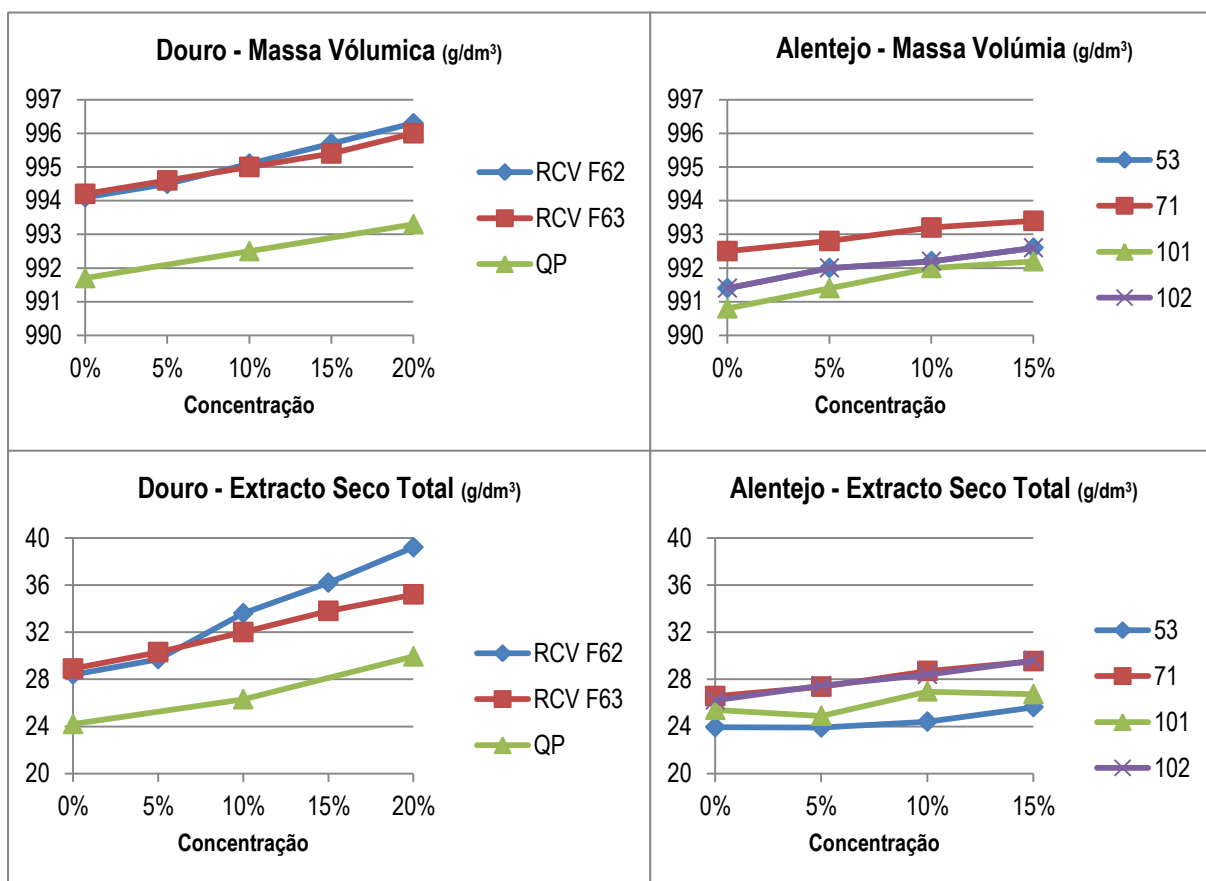 Douro - Massa Vólumica (g/dm³)
997
996
995
994
993
992
991
990
0% 5% 10% 15% 20%
Concentração
RCV F62
RCV F63
QP
Alentejo - Massa Volúmia (g/dm³)
997
996
995
994
993
992
991
990
0% 5% 10% 15%
Concentração
53
71
101
102
Douro - Extracto Seco Total (g/dm³)
40
36
32
28
24
20
0% 5% 10% 15% 20%
Concentração
RCV F62
RCV F63
QP
Alentejo - Extracto Seco Total (g/dm³)
40
36
32
28
24
20
0% 5% 10% 15%
Concentração
53
71
101
102